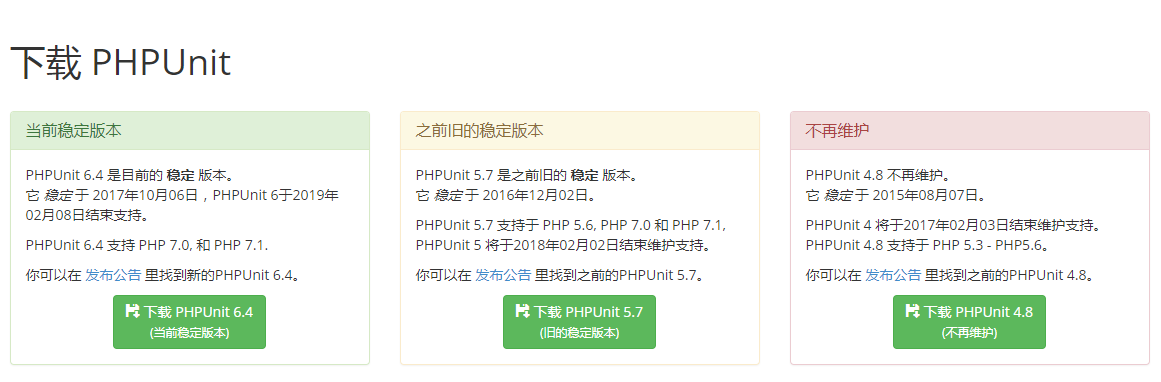 下载 PHPUnit
当前稳定版本
PHPUnit 6.4 是目前的 稳定 版本。
它 稳定 于 2017年10月06日，PHPUnit 6于2019年
02月08日结束支持。
PHPUnit 6.4 支持 PHP 7.0, 和 PHP 7.1.
你可以在 发布公告 里找到新的PHPUnit 6.4。
下载 PHPUnit 6.4
(当前稳定版本)
之前旧的稳定版本
PHPUnit 5.7 是之前旧的 稳定 版本。
它 稳定 于 2016年12月02日。
PHPUnit 5.7 支持于 PHP 5.6, PHP 7.0 和 PHP 7.1,
PHPUnit 5 将于2018年02月02日结束维护支持。
你可以在 发布公告 里找到之前的PHPUnit 5.7。
下载 PHPUnit 5.7
(旧的稳定版本)
不再维护
PHPUnit 4.8 不再维护。
它 稳定 于 2015年08月07日。
PHPUnit 4 将于2017年02月03日结束维护支持。
PHPUnit 4.8 支持于 PHP 5.3 - PHP5.6。
你可以在 发布公告 里找到之前的PHPUnit 4.8。
下载 PHPUnit 4.8
(不再维护)